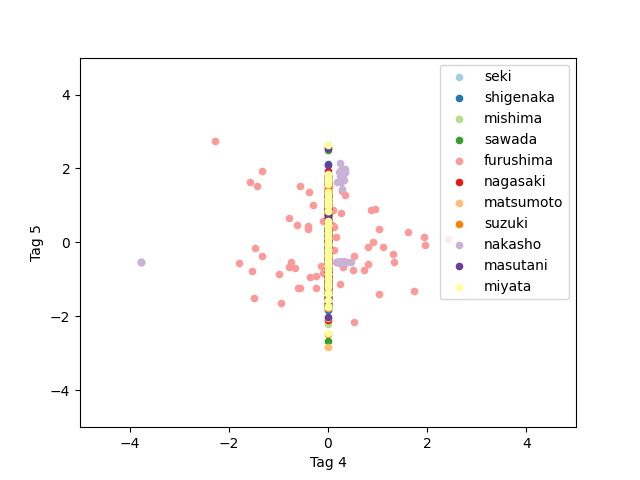 seki
shigenaka
mishima
sawada
furushima
nagasaki
matsumoto
suzuki
nakasho
masutani
miyata
4
2
0
−2
−4
Tag 5
−4 −2 0 2 4
Tag 4